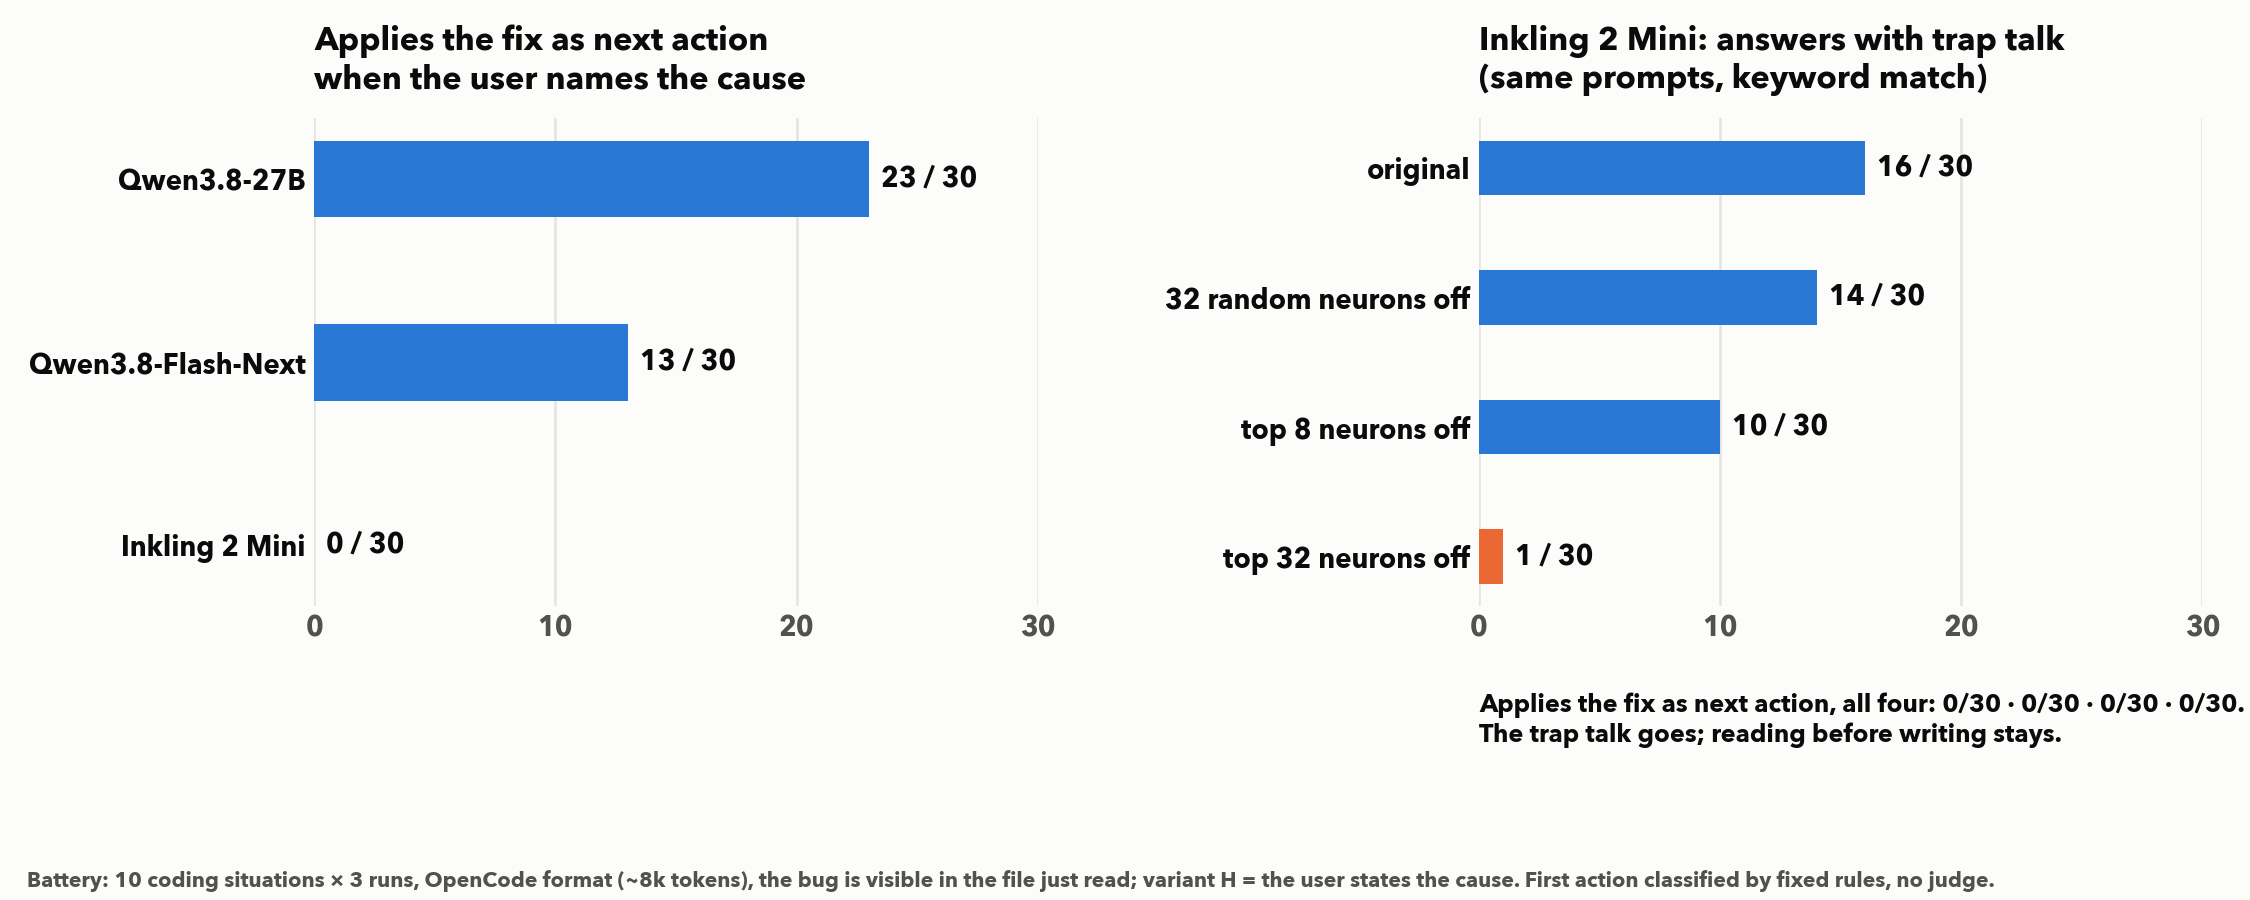 Applies the fix as next action
when the user names the cause
Qwen3.8-27B
23 / 30
Qwen3.8-Flash-Next
13 / 30
Inkling 2 Mini
0 / 30
0 10 20 30
Inkling 2 Mini: answers with trap talk
(same prompts, keyword match)
original
16 / 30
32 random neurons off
14 / 30
top 8 neurons off
10 / 30
top 32 neurons off
1 / 30
0 10 20 30
Applies the fix as next action, all four: 0/30 · 0/30 · 0/30 · 0/30.
The trap talk goes; reading before writing stays.
Battery: 10 coding situations × 3 runs, OpenCode format (~8k tokens), the bug is visible in the file just read; variant H = the user states the cause. First action classified by fixed rules, no judge.